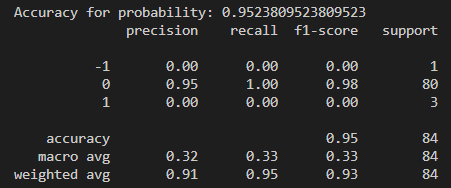 Accuracy for probability: 0.9523809523809523
precision recall f1-score support
-1 0.00 0.00 0.00 1
0 0.95 1.00 0.98 80
1 0.00 0.00 0.00 3
accuracy 0.95 84
macro avg 0.32 0.33 0.33 84
weighted avg 0.91 0.95 0.93 84